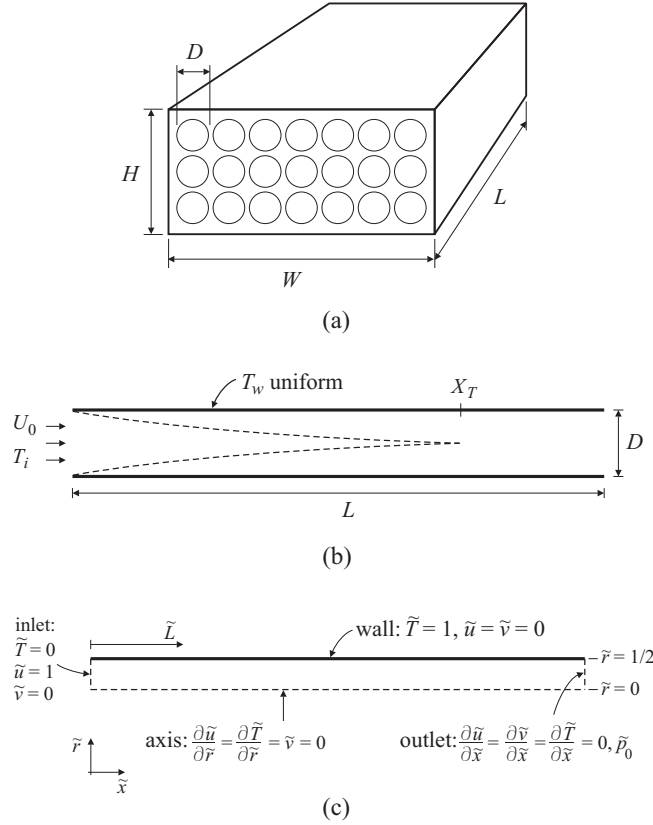 D
H
L
W
(a)
T_w uniform
X_T
U_0
T_i
D
L
(b)
inlet:
T̃ = 0
ũ = 1
ṽ = 0
L̃
wall: T̃ = 1, ũ = ṽ = 0
r̃ = 1/2
r̃ = 0
axis: ∂ũ/∂r̃ = ∂T̃/∂r̃ = ṽ = 0
outlet: ∂ũ/∂x̃ = ∂ṽ/∂x̃ = ∂T̃/∂x̃ = 0, p̃_0
r̃
x̃
(c)